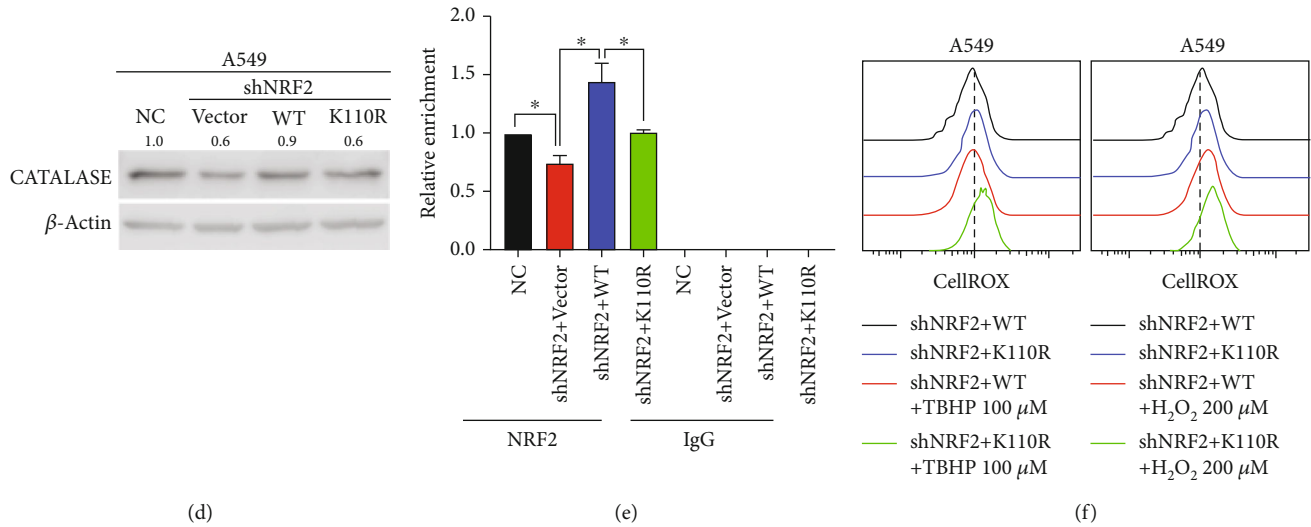 A549
shNRF2
NC Vector WT K110R
1.0 0.6 0.9 0.6
CATALASE
β-Actin
(d)
Relative enrichment
2.0
1.5
1.0
0.5
0.0
* * *
NC
shNRF2+Vector
shNRF2+WT
shNRF2+K110R
NC
shNRF2+Vector
shNRF2+WT
shNRF2+K110R
NRF2 IgG
(e)
A549
CellROX
shNRF2+WT
shNRF2+K110R
shNRF2+WT
+TBHP 100 μM
shNRF2+K110R
+TBHP 100 μM
A549
CellROX
shNRF2+WT
shNRF2+K110R
shNRF2+WT
+H₂O₂ 200 μM
shNRF2+K110R
+H₂O₂ 200 μM
(f)